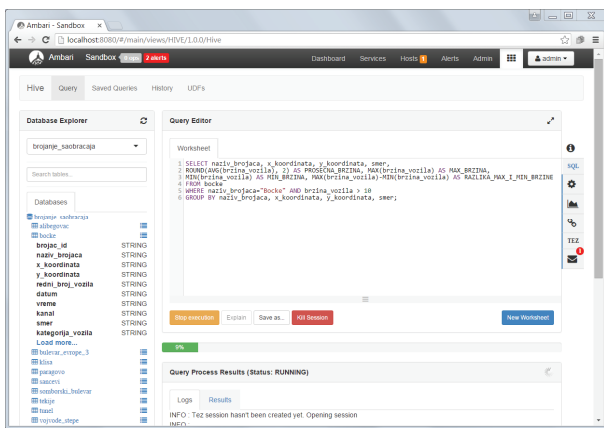 Ambari - Sandbox
localhost:8080/#/main/views/HIVE/1.0.0/Hive
Ambari Sandbox 0 ops 2 alerts Dashboard Services Hosts 1 Alerts Admin admin
Hive Query Saved Queries History UDFs
Database Explorer
brojanje_saobracaja
Search tables...
Databases
brojanje_saobracaja
alibegovac
bocke
brojac_id STRING
naziv_brojaca STRING
x_koordinata STRING
y_koordinata STRING
redni_broj_vozila STRING
datum STRING
vreme STRING
kanal STRING
smer STRING
kategorija_vozila STRING
Load more...
bulevar_evrope_3
klisa
paragovo
sancevi
somborski_bulevar
tekije
tunel
vojvode_stepe
Query Editor
Worksheet
1 SELECT naziv_brojaca, x_koordinata, y_koordinata, smer,
2 ROUND(AVG(brzina_vozila), 2) AS PROSECNA_BRZINA, MAX(brzina_vozila) AS MAX_BRZINA,
3 MIN(brzina_vozila) AS MIN_BRZINA, MAX(brzina_vozila)-MIN(brzina_vozila) AS RAZLIKA_MAX_I_MIN_BRZINE
4 FROM bocke
5 WHERE naziv_brojaca="Bocke" AND brzina_vozila > 10
6 GROUP BY naziv_brojaca, x_koordinata, y_koordinata, smer;
Stop execution Explain Save as... Kill Session New Worksheet
SQL
TEZ
9%
Query Process Results (Status: RUNNING)
Logs Results
INFO : Tez session hasn't been created yet. Opening session
INFO :